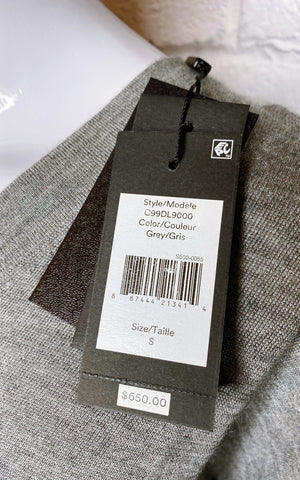 Style/Modèle
C99DL9000
Color/Couleur
Grey/Gris
8 87444 21341 4
Size/Taille
S
$650.00